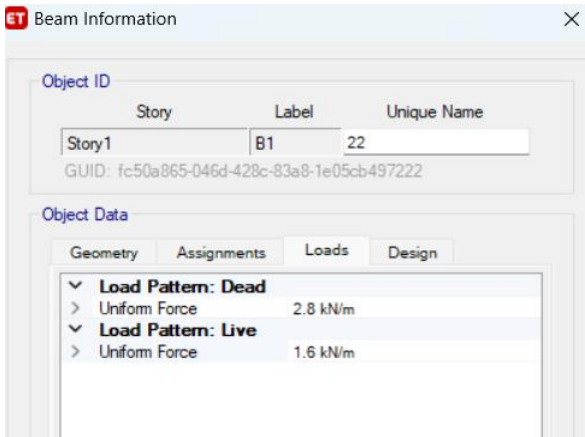 ET Beam Information
Object ID
Story Label Unique Name
Story1 B1 22
GUID: fc50a865-046d-428c-83a8-1e05cb497222
Object Data
Geometry Assignments Loads Design
Load Pattern: Dead
Uniform Force 2.8 kN/m
Load Pattern: Live
Uniform Force 1.6 kN/m